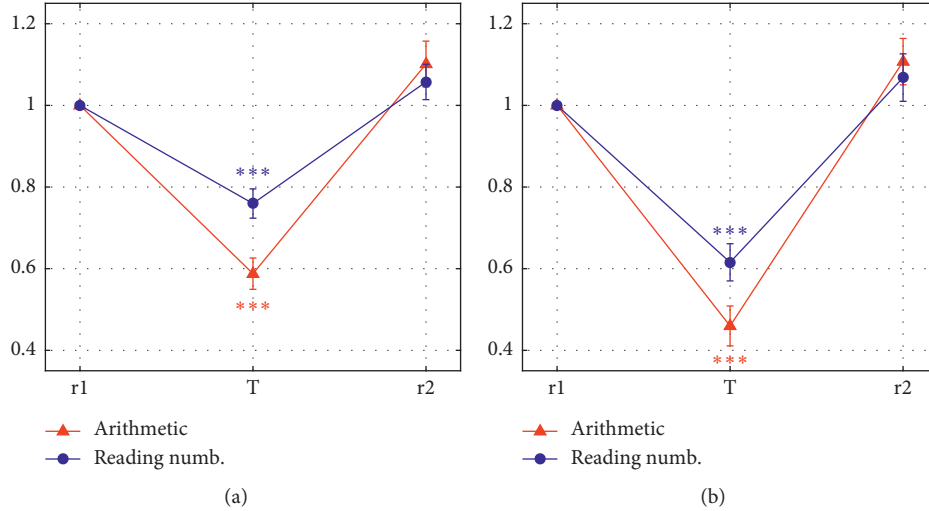 1.2
1
0.8
0.6
0.4
***
***
r1 T r2
Arithmetic
Reading numb.
(a)
1.2
1
0.8
0.6
0.4
***
***
r1 T r2
Arithmetic
Reading numb.
(b)